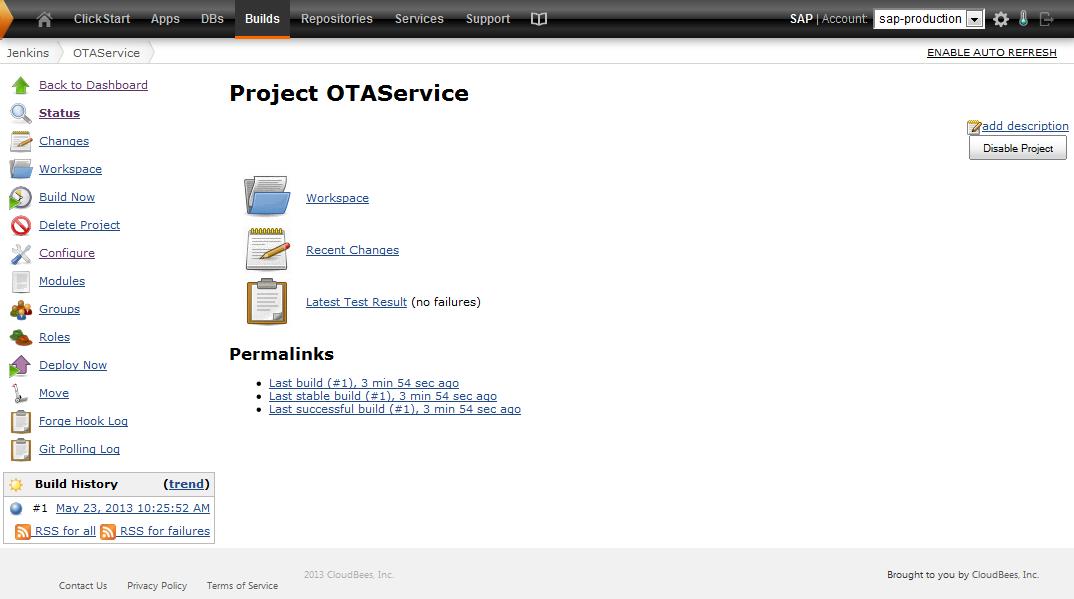 ClickStart Apps DBs Builds Repositories Services Support SAP | Account: sap-production
Jenkins OTAService ENABLE AUTO REFRESH
Back to Dashboard
Status
Changes
Workspace
Build Now
Delete Project
Configure
Modules
Groups
Roles
Deploy Now
Move
Forge Hook Log
Git Polling Log
Build History (trend)
#1 May 23, 2013 10:25:52 AM
RSS for all RSS for failures
Project OTAService
add description
Disable Project
Workspace
Recent Changes
Latest Test Result (no failures)
Permalinks
Last build (#1), 3 min 54 sec ago
Last stable build (#1), 3 min 54 sec ago
Last successful build (#1), 3 min 54 sec ago
Contact Us Privacy Policy Terms of Service
2013 CloudBees, Inc.
Brought to you by CloudBees, Inc.